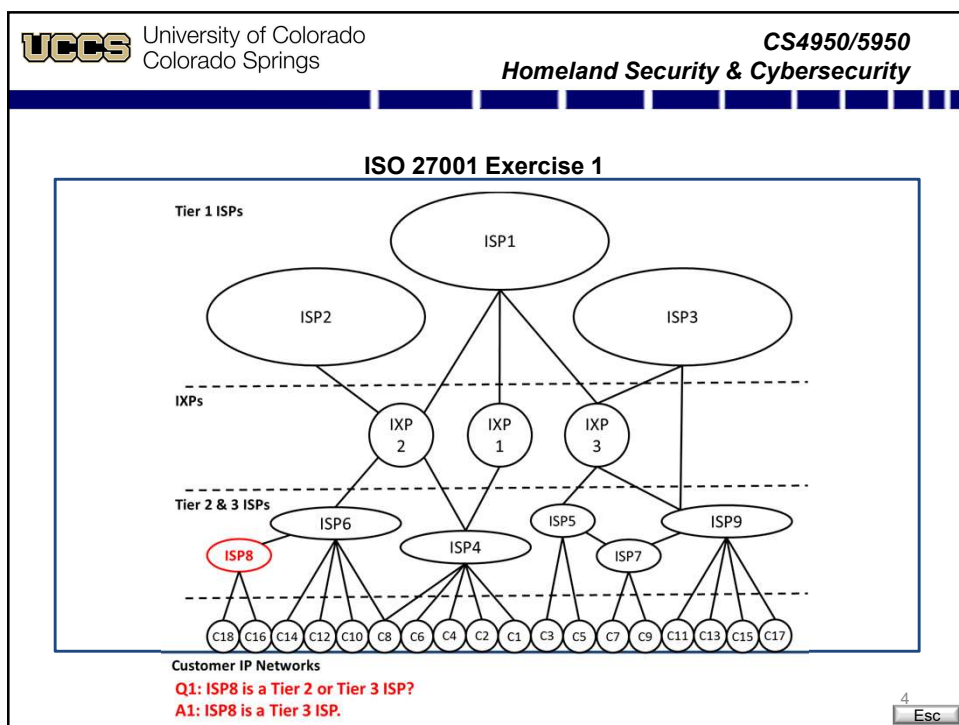 UCCS
University of Colorado
Colorado Springs
CS4950/5950
Homeland Security & Cybersecurity
ISO 27001 Exercise 1
Tier 1 ISPs
ISP1
ISP2
ISP3
IXPs
IXP
2
IXP
1
IXP
3
Tier 2 & 3 ISPs
ISP6
ISP5
ISP9
ISP8
ISP4
ISP7
C18 C16 C14 C12 C10 C8 C6 C4 C2 C1 C3 C5 C7 C9 C11 C13 C15 C17
Customer IP Networks
Q1: ISP8 is a Tier 2 or Tier 3 ISP?
A1: ISP8 is a Tier 3 ISP.
4
Esc